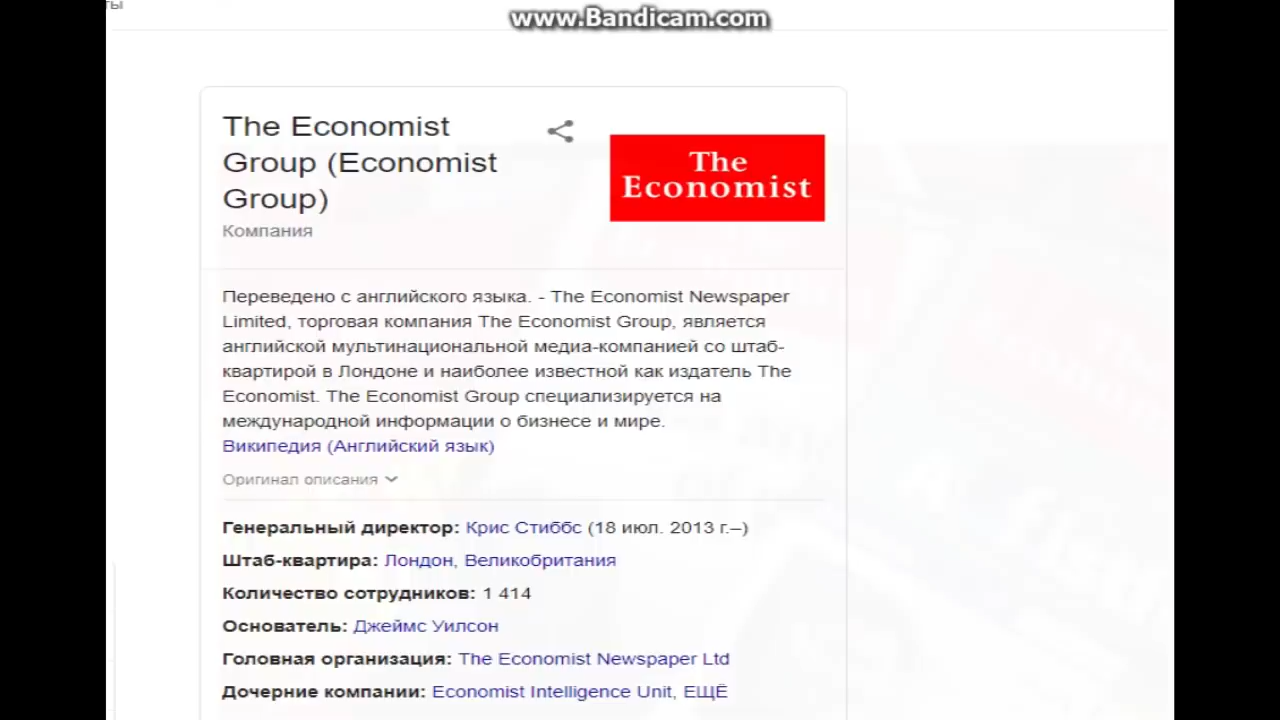 www.Bandicam.com
The Economist
Group (Economist
Group)
Компания
The
Economist
Переведено с английского языка. - The Economist Newspaper
Limited, торговая компания The Economist Group, является
английской мультинациональной медиа-компанией со штаб-
квартирой в Лондоне и наиболее известной как издатель The
Economist. The Economist Group специализируется на
международной информации о бизнесе и мире.
Википедия (Английский язык)
Оригинал описания
Генеральный директор: Крис Стиббс (18 июл. 2013 г.–)
Штаб-квартира: Лондон, Великобритания
Количество сотрудников: 1 414
Основатель: Джеймс Уилсон
Головная организация: The Economist Newspaper Ltd
Дочерние компании: Economist Intelligence Unit, ЕЩЁ